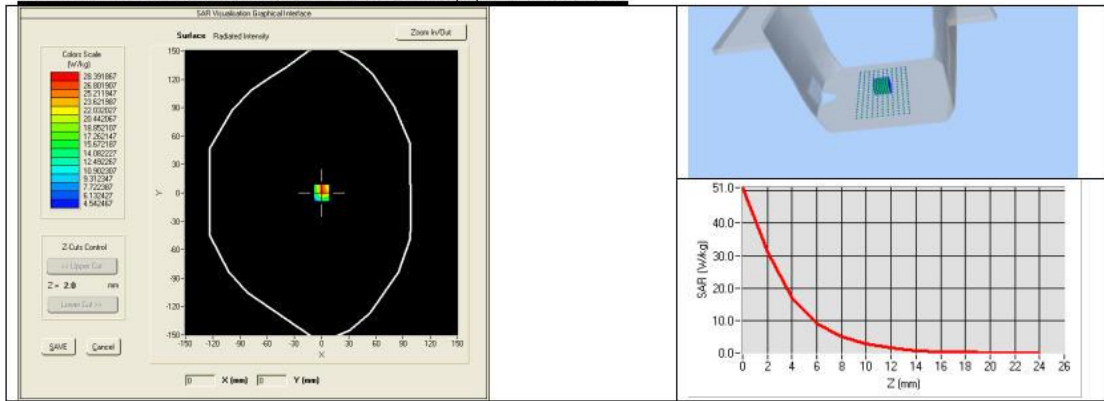 SAR Visualisation Graphical Interface
Surface Radiated Intensity
Zoom In/Out
Colors Scale
(W/kg)
28.391867
26.801907
25.211947
23.621987
22.032027
20.442067
18.852107
17.262147
15.672187
14.082227
12.492267
10.902307
9.312347
7.722387
6.132427
4.542467
Z-Cuts Control
<< Upper Cut
Z = 2.0 mm
Lower Cut >>
SAVE Cancel
150
120
90
60
30
0
-30
-60
-90
-120
-150
Y
-150 -120 -90 -60 -30 0 30 60 90 120 150
X
0 X (mm) 0 Y (mm)
51.0
40.0
30.0
20.0
10.0
0.0
SAR (W/kg)
0 2 4 6 8 10 12 14 16 18 20 22 24 26
Z (mm)